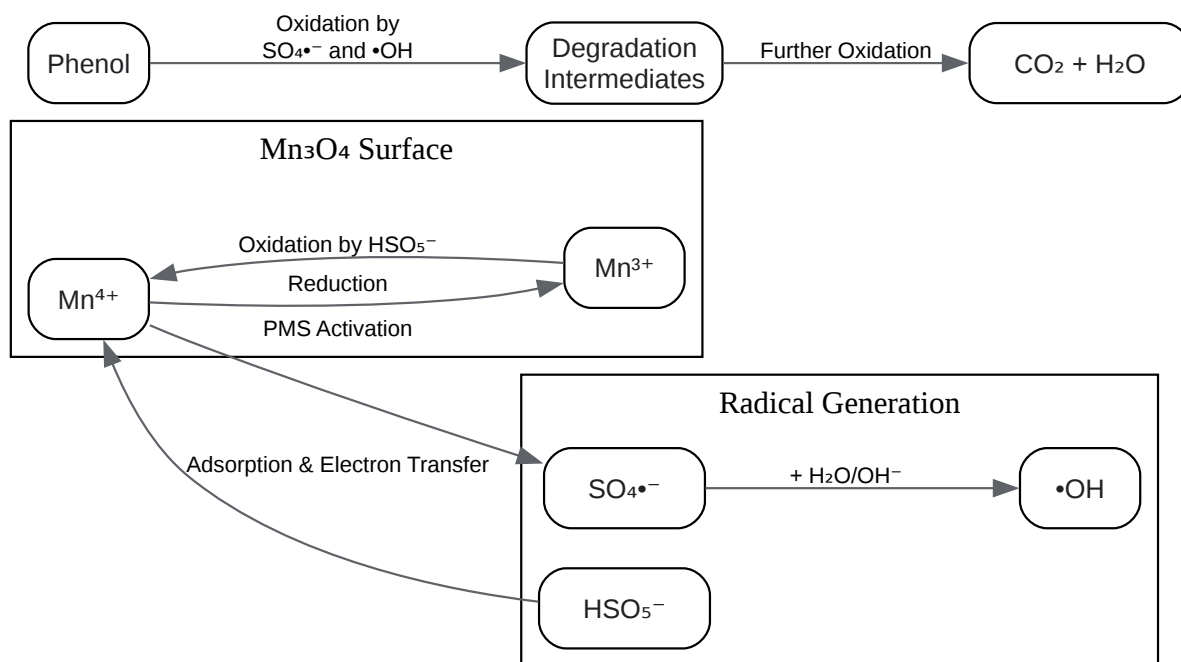 Phenol
Oxidation by
SO₄•⁻ and •OH
Degradation
Intermediates
Further Oxidation
CO₂ + H₂O
Mn₃O₄ Surface
Oxidation by HSO₅⁻
Mn³⁺
Mn⁴⁺
Reduction
PMS Activation
Radical Generation
Adsorption & Electron Transfer
SO₄•⁻
+ H₂O/OH⁻
•OH
HSO₅⁻